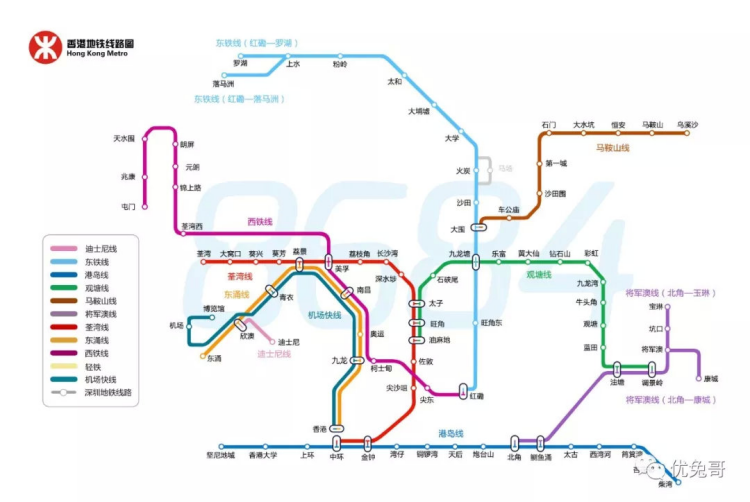 香港地铁线路图
Hong Kong Metro
东铁线（红磡—罗湖）
罗湖
上水
粉岭
落马洲
东铁线（红磡—落马洲）
太和
大埔墟
大学
火炭
马场
沙田
大围
石门
大水坑
恒安
马鞍山
乌溪沙
马鞍山线
第一城
沙田围
车公庙
天水围
朗屏
元朗
兆康
锦上路
屯门
荃湾西
西铁线
8684
荃湾
大窝口
葵兴
葵芳
荔景
美孚
荔枝角
长沙湾
深水埗
荃湾线
东涌线
青衣
机场快线
南昌
石硖尾
九龙塘
乐富
黄大仙
钻石山
彩虹
观塘线
九龙湾
牛头角
观塘
蓝田
油塘
调景岭
太子
旺角
油麻地
旺角东
博览馆
机场
欣澳
迪士尼
迪士尼线
东涌
奥运
九龙
柯士甸
佐敦
尖沙咀
尖东
红磡
香港
将军澳线（北角—宝琳）
宝琳
坑口
将军澳
康城
将军澳线（北角—康城）
港岛线
坚尼地城
香港大学
上环
中环
金钟
湾仔
铜锣湾
天后
炮台山
北角
鲗鱼涌
太古
西湾河
筲箕湾
柴湾
迪士尼线
东铁线
港岛线
观塘线
马鞍山线
将军澳线
荃湾线
东涌线
西铁线
轻铁
机场快线
深圳地铁线路
优兔哥